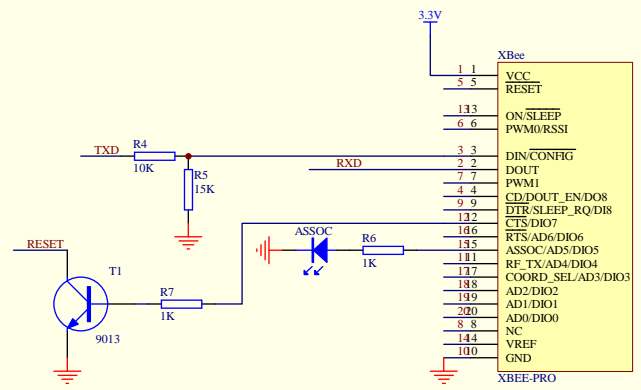 3.3V
XBee
1 1 VCC
5 5 RESET
13 13 ON/SLEEP
6 6 PWM0/RSSI
TXD R4 10K 3 3 DIN/CONFIG
R5 15K
RXD 2 2 DOUT
7 7 PWM1
4 4 CD/DOUT_EN/DO8
9 9 DTR/SLEEP_RQ/DI8
12 12 CTS/DIO7
16 16 RTS/AD6/DIO6
ASSOC R6 1K 15 15 ASSOC/AD5/DIO5
11 11 RF_TX/AD4/DIO4
17 17 COORD_SEL/AD3/DIO3
18 18 AD2/DIO2
19 19 AD1/DIO1
20 20 AD0/DIO0
8 8 NC
14 14 VREF
10 10 GND
XBEE-PRO
RESET
T1
9013
R7
1K